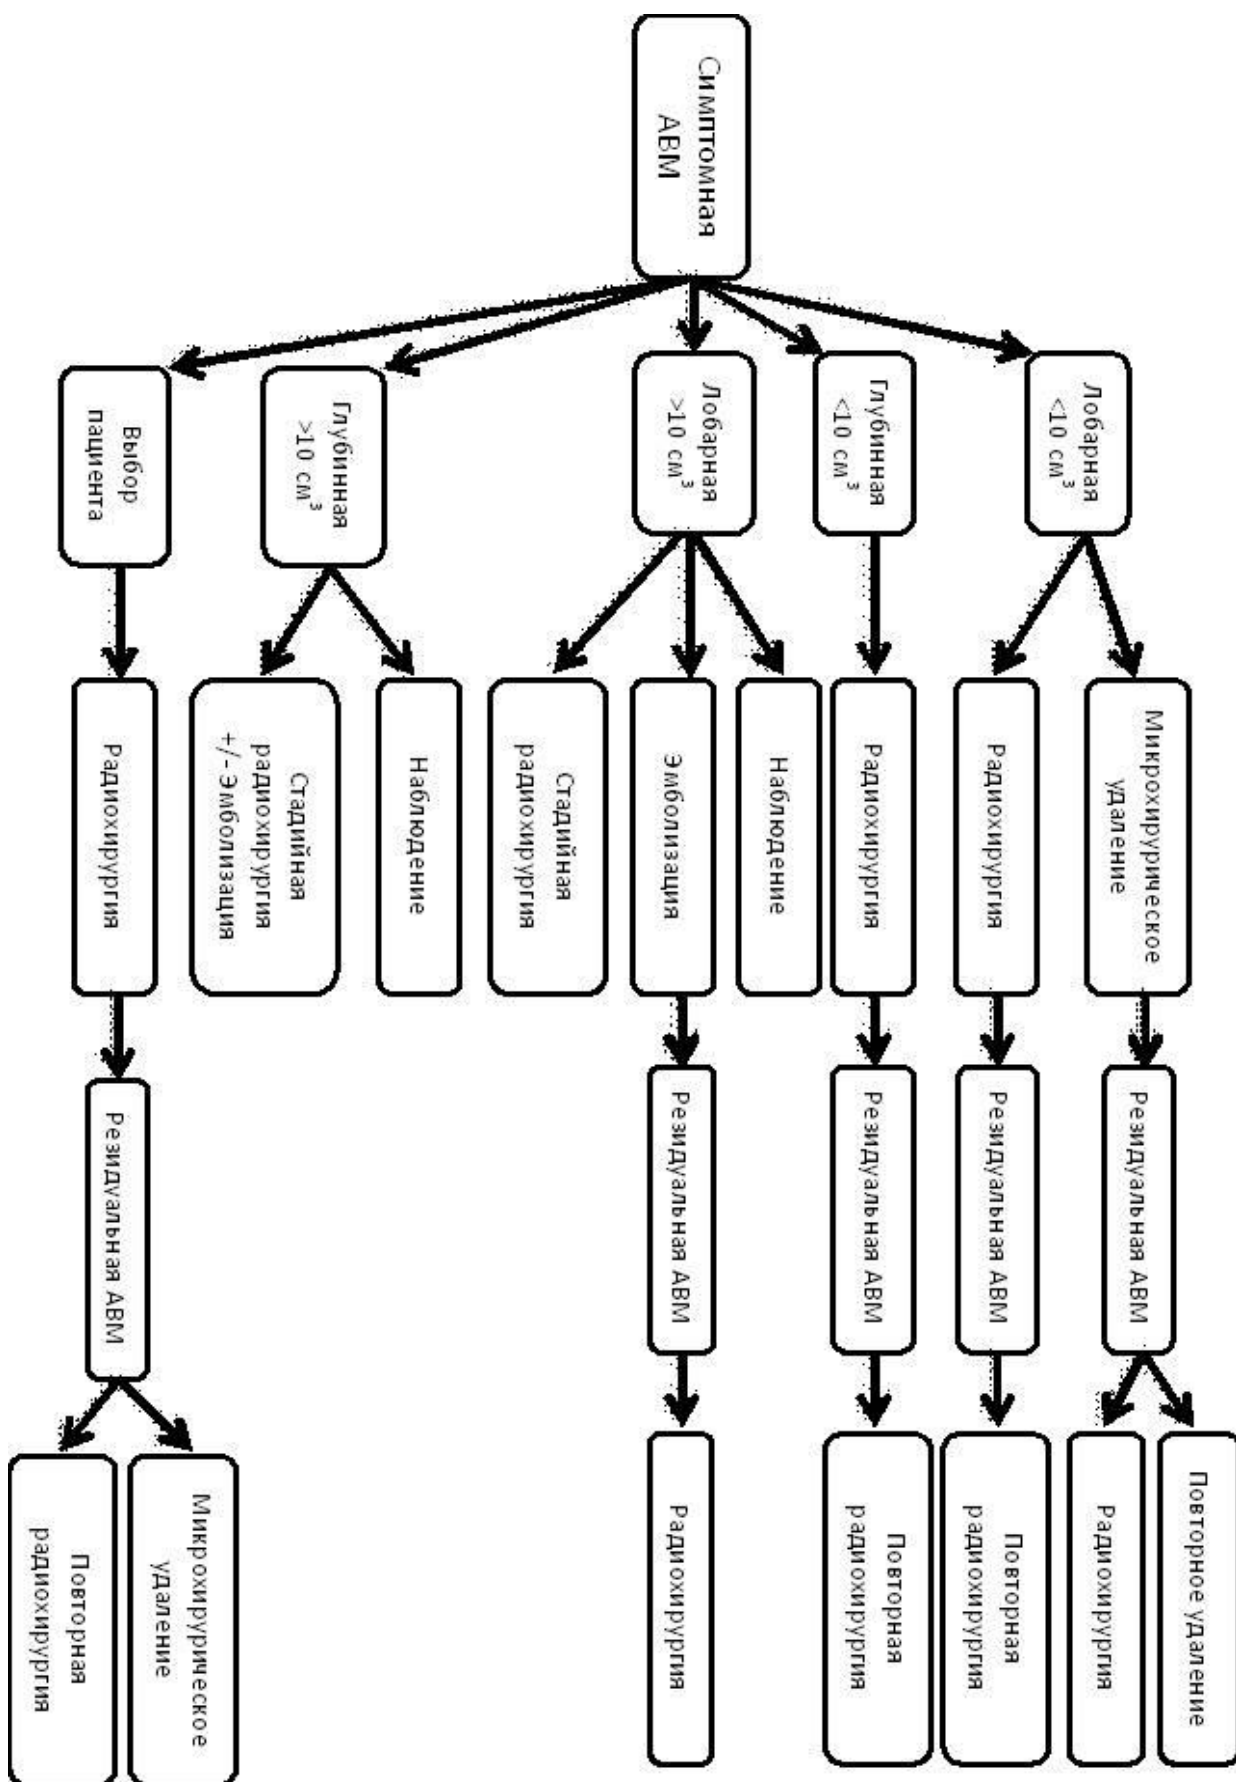 Симптомная
АВМ
Лобарная
<10 см³
Глубинная
<10 см³
Лобарная
>10 см³
Глубинная
>10 см³
Выбор
пациента
Микрохирурическое
удаление
Радиохирургия
Радиохирургия
Наблюдение
Эмболизация
Стадийная
радиохирургия
Наблюдение
Стадийная
радиохирургия
+/- Эмболизация
Радиохирургия
Резидуальная АВМ
Резидуальная АВМ
Резидуальная АВМ
Резидуальная АВМ
Резидуальная АВМ
Повторное удаление
Радиохирургия
Повторная
радиохирургия
Повторная
радиохирургия
Радиохирургия
Микрохирурическое
удаление
Повторная
радиохирургия